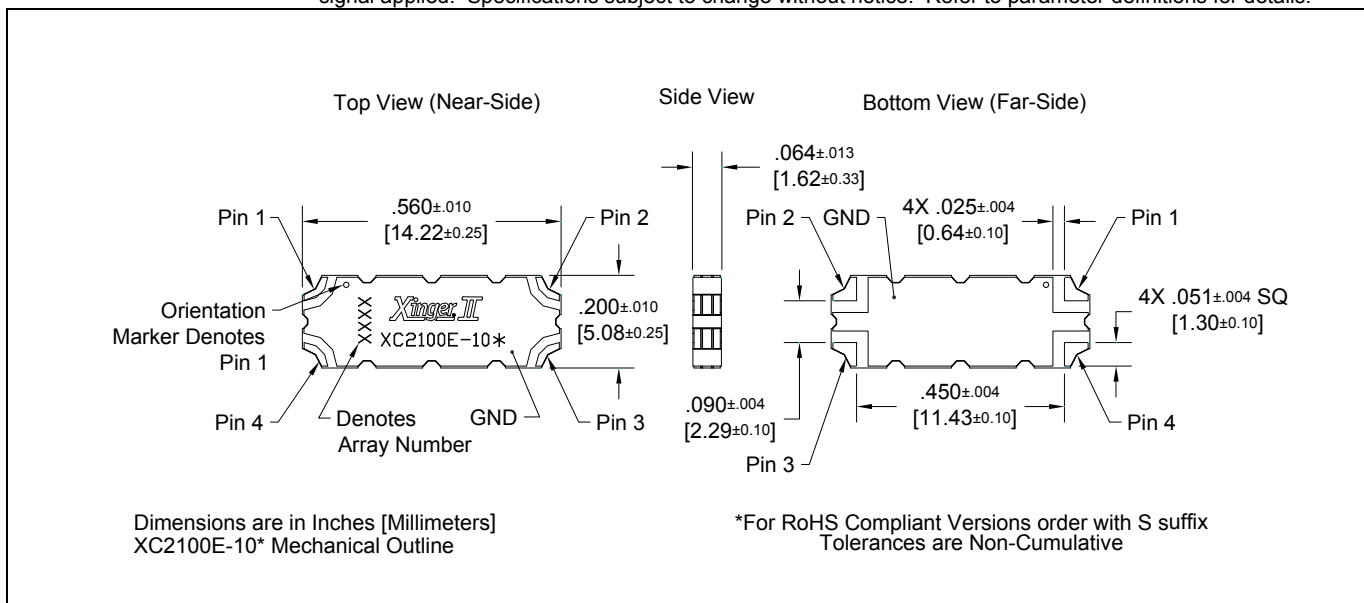 signal applied. Specifications subject to change without notice. Refer to parameter definitions for details.
Top View (Near-Side)
Side View
Bottom View (Far-Side)
.064±.013
[1.62±0.33]
Pin 1
.560±.010
[14.22±0.25]
Pin 2
Pin 2
GND
4X .025±.004
[0.64±0.10]
Pin 1
Orientation
Marker Denotes
Pin 1
XXXX
Xinger II
XC2100E-10*
.200±.010
[5.08±0.25]
4X .051±.004 SQ
[1.30±0.10]
Pin 4
Denotes
Array Number
GND
Pin 3
.090±.004
[2.29±0.10]
Pin 3
.450±.004
[11.43±0.10]
Pin 4
Dimensions are in Inches [Millimeters]
XC2100E-10* Mechanical Outline
*For RoHS Compliant Versions order with S suffix
Tolerances are Non-Cumulative